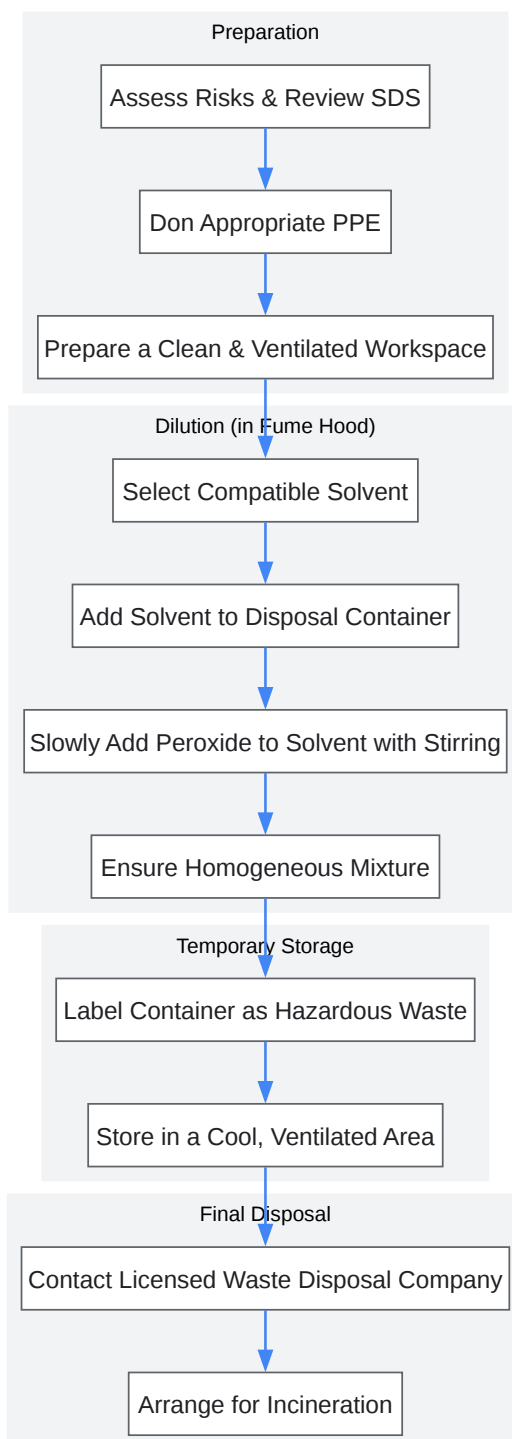 Preparation
Assess Risks & Review SDS
Don Appropriate PPE
Prepare a Clean & Ventilated Workspace
Dilution (in Fume Hood)
Select Compatible Solvent
Add Solvent to Disposal Container
Slowly Add Peroxide to Solvent with Stirring
Ensure Homogeneous Mixture
Temporary Storage
Label Container as Hazardous Waste
Store in a Cool, Ventilated Area
Final Disposal
Contact Licensed Waste Disposal Company
Arrange for Incineration